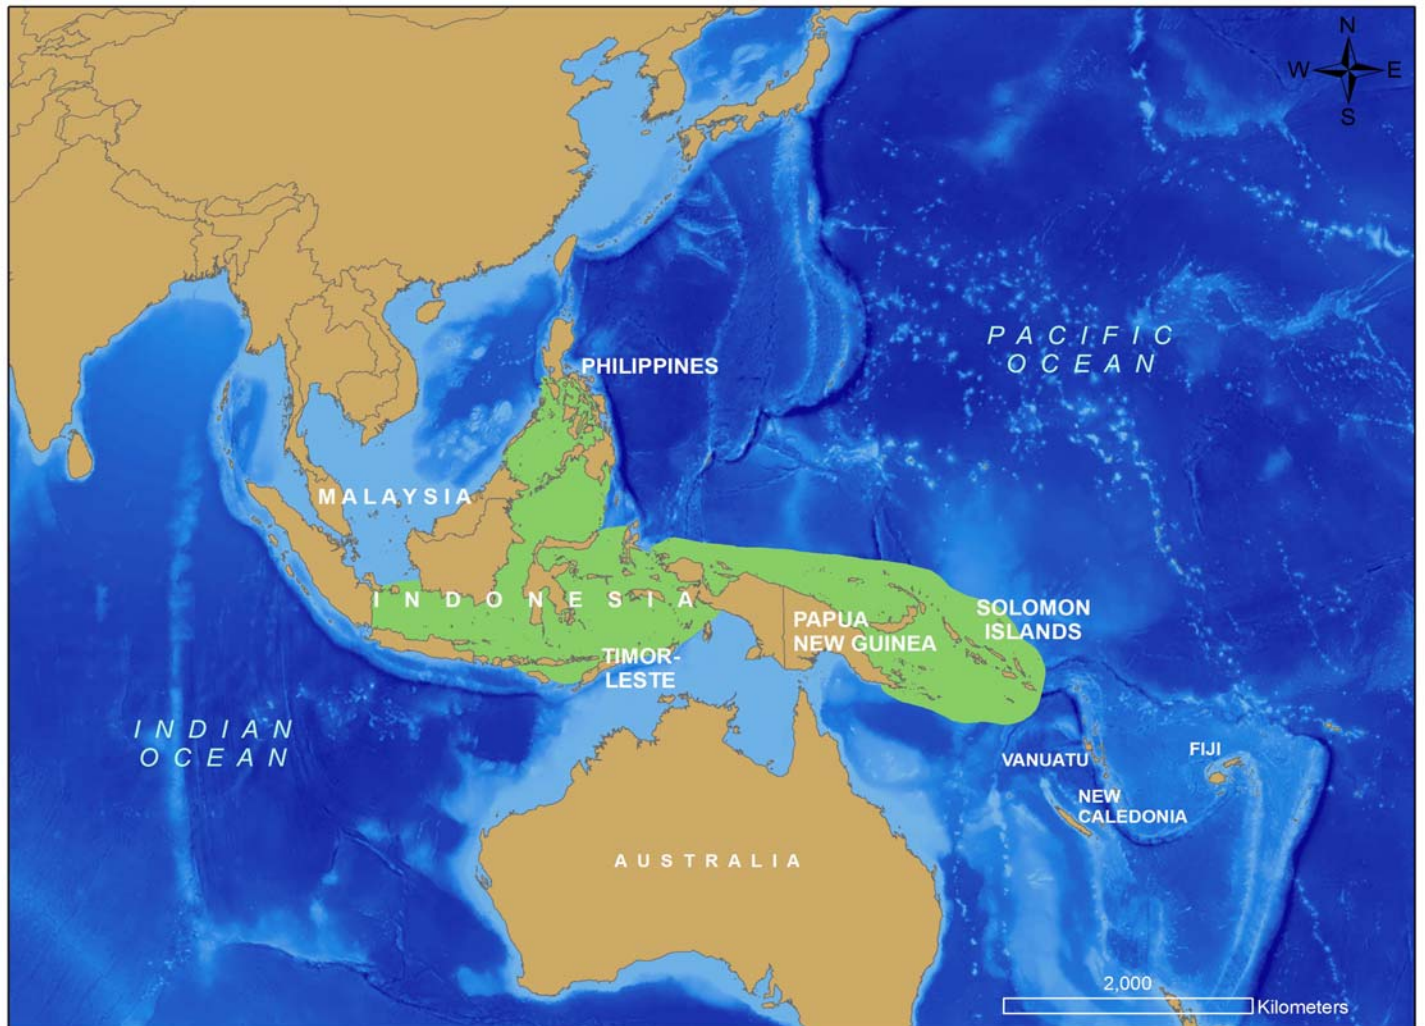 N
W E
S
PACIFIC
OCEAN
PHILIPPINES
MALAYSIA
INDONESIA
PAPUA
NEW GUINEA
SOLOMON
ISLANDS
TIMOR-
LESTE
INDIAN
OCEAN
VANUATU
FIJI
NEW
CALEDONIA
AUSTRALIA
2,000
Kilometers